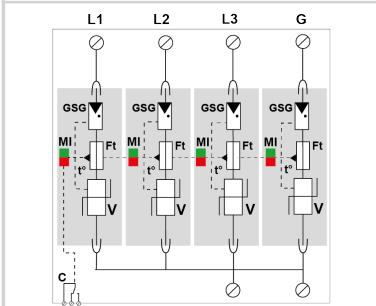 L1 L2 L3 G
GSG GSG GSG GSG
MI Ft MI Ft MI Ft MI Ft
t° t° t° t°
V V V V
C